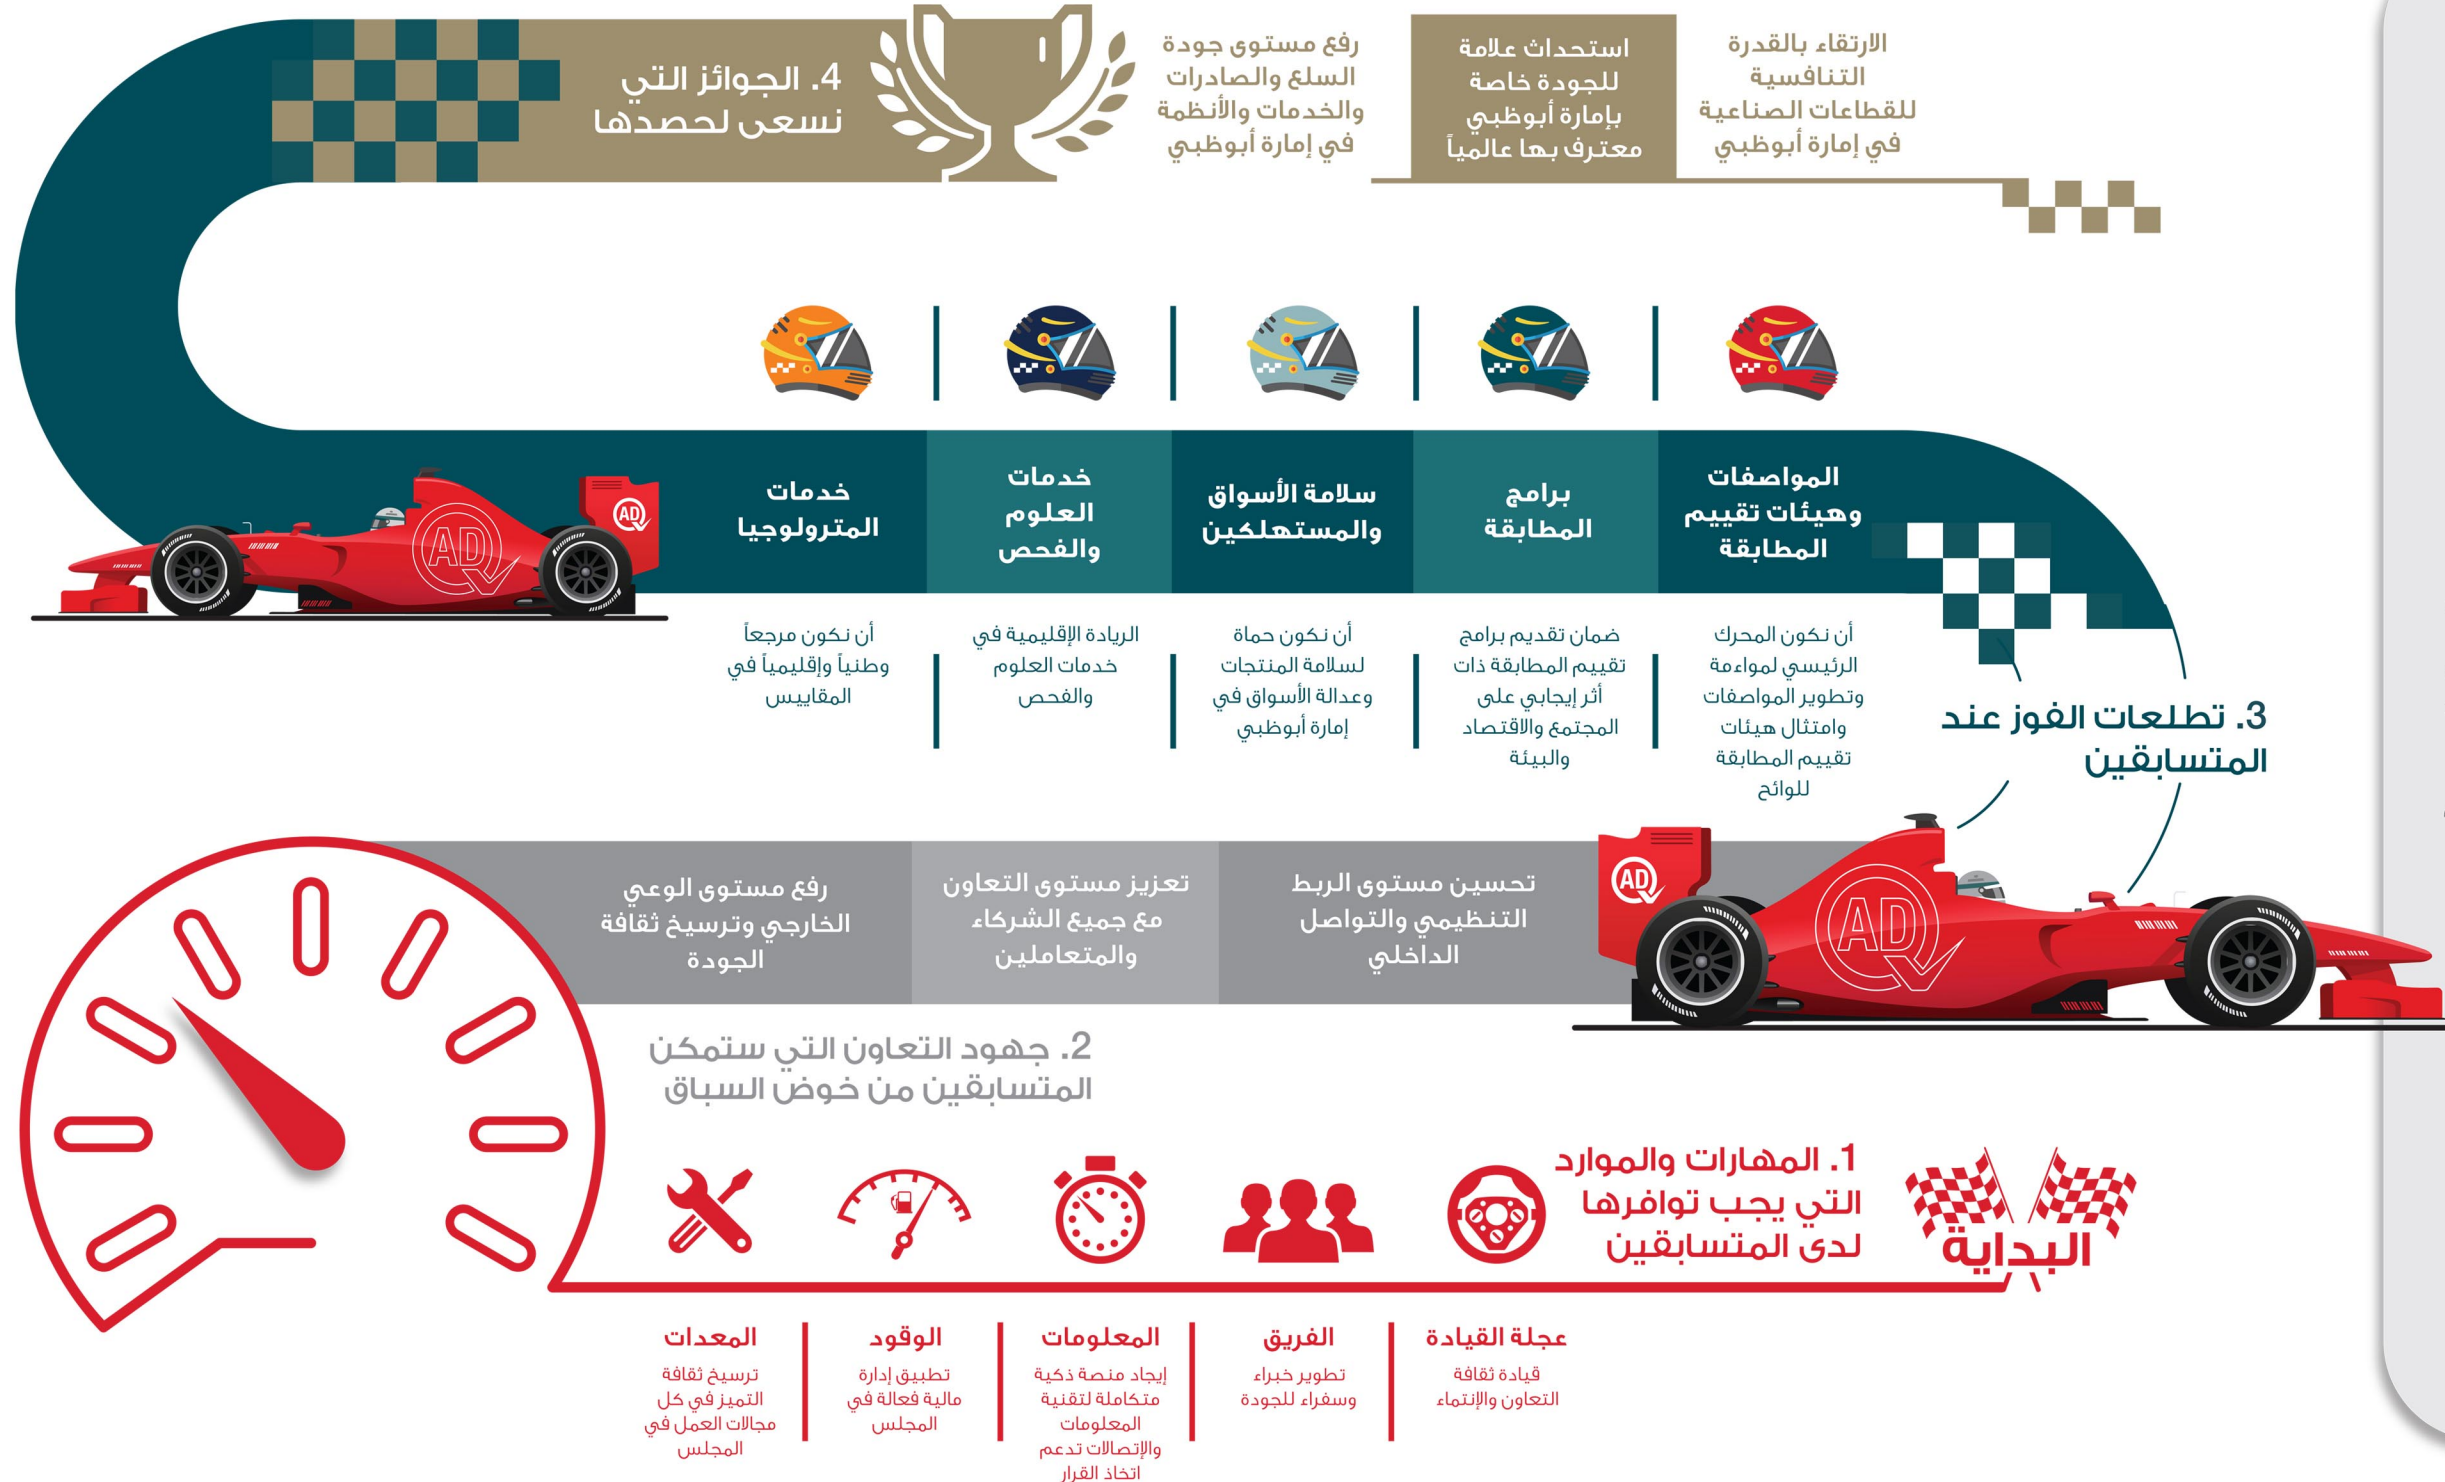 4. الجوائز التي
نسعى لحصدها
رفع مستوى جودة
السلع والصادرات
والخدمات والأنظمة
في إمارة أبوظبي
استحداث علامة
للجودة خاصة
بإمارة أبوظبي
معترف بها عالمياً
الارتقاء بالقدرة
التنافسية
للقطاعات الصناعية
في إمارة أبوظبي
المواصفات
وهيئات تقييم
المطابقة
برامج
المطابقة
سلامة الأسواق
والمستهلكين
خدمات
العلوم
والفحص
خدمات
المترولوجيا
AD
AD
أن نكون المحرك
الرئيسي لمواءمة
وتطوير المواصفات
وامتثال هيئات
تقييم المطابقة
للوائح
ضمان تقديم برامج
تقييم المطابقة ذات
أثر إيجابي على
المجتمع والاقتصاد
والبيئة
أن نكون حماة
لسلامة المنتجات
وعدالة الأسواق في
إمارة أبوظبي
الريادة الإقليمية في
خدمات العلوم
والفحص
أن نكون مرجعاً
وطنياً وإقليمياً في
المقاييس
3. تطلعات الفوز عند
المتسابقين
تحسين مستوى الربط
التنظيمي والتواصل
الداخلي
تعزيز مستوى التعاون
مع جميع الشركاء
والمتعاملين
رفع مستوى الوعي
الخارجي وترسيخ ثقافة
الجودة
AD
AD
2. جهود التعاون التي ستمكن
المتسابقين من خوض السباق
البداية
1. المهارات والموارد
التي يجب توافرها
لدى المتسابقين
عجلة القيادة
قيادة ثقافة
التعاون والإنتماء
الفريق
تطوير خبراء
وسفراء للجودة
المعلومات
إيجاد منصة ذكية
متكاملة لتقنية
المعلومات
والإتصالات تدعم
اتخاذ القرار
الوقود
تطبيق إدارة
مالية فعالة في
المجلس
المعدات
ترسيخ ثقافة
التميز في كل
مجالات العمل في
المجلس